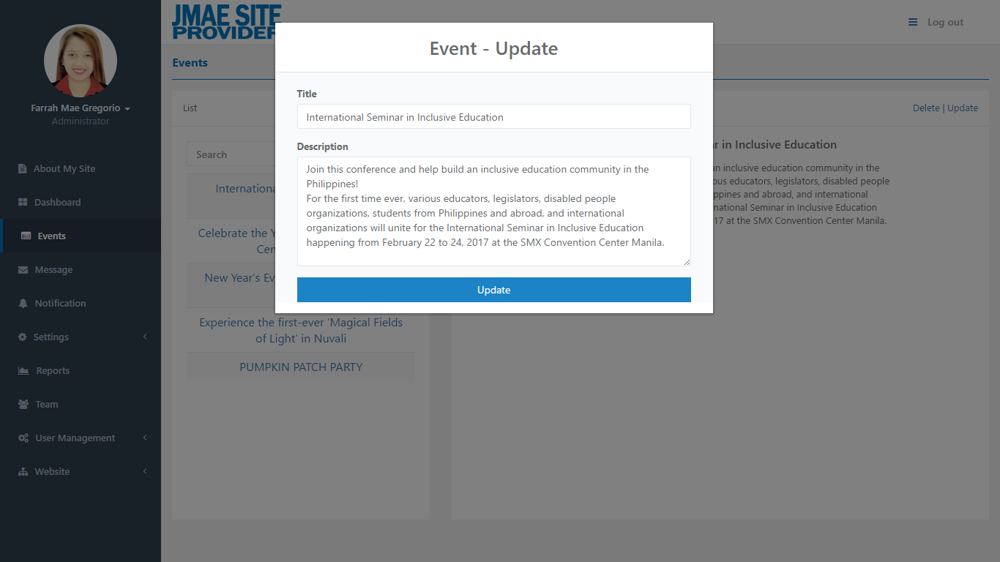 JMAE SITE
PROVIDER
Log out
Farrah Mae Gregorio
Administrator
About My Site
Dashboard
Events
Message
Notification
Settings
Reports
Team
User Management
Website
Events
List
Search
Internationa
Celebrate the Y
Cen
New Year's Ev
Experience the first-ever ‘Magical Fields
of Light’ in Nuvali
PUMPKIN PATCH PARTY
Event - Update
Title
International Seminar in Inclusive Education
Description
Join this conference and help build an inclusive education community in the
Philippines!
For the first time ever, various educators, legislators, disabled people
organizations, students from Philippines and abroad, and international
organizations will unite for the International Seminar in Inclusive Education
happening from February 22 to 24, 2017 at the SMX Convention Center Manila.
Update
Delete | Update
r in Inclusive Education
an inclusive education community in the
ous educators, legislators, disabled people
ppines and abroad, and international
national Seminar in Inclusive Education
17 at the SMX Convention Center Manila.